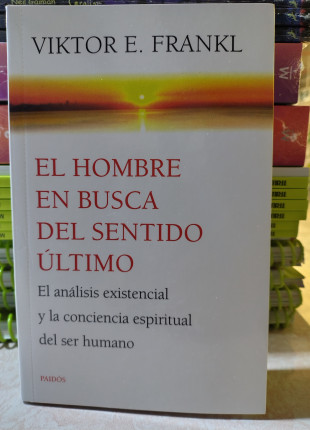 VIKTOR E. FRANKL
EL HOMBRE
EN BUSCA
DEL SENTIDO
ÚLTIMO
El análisis existencial
y la conciencia espiritual
del ser humano
PAIDÓS